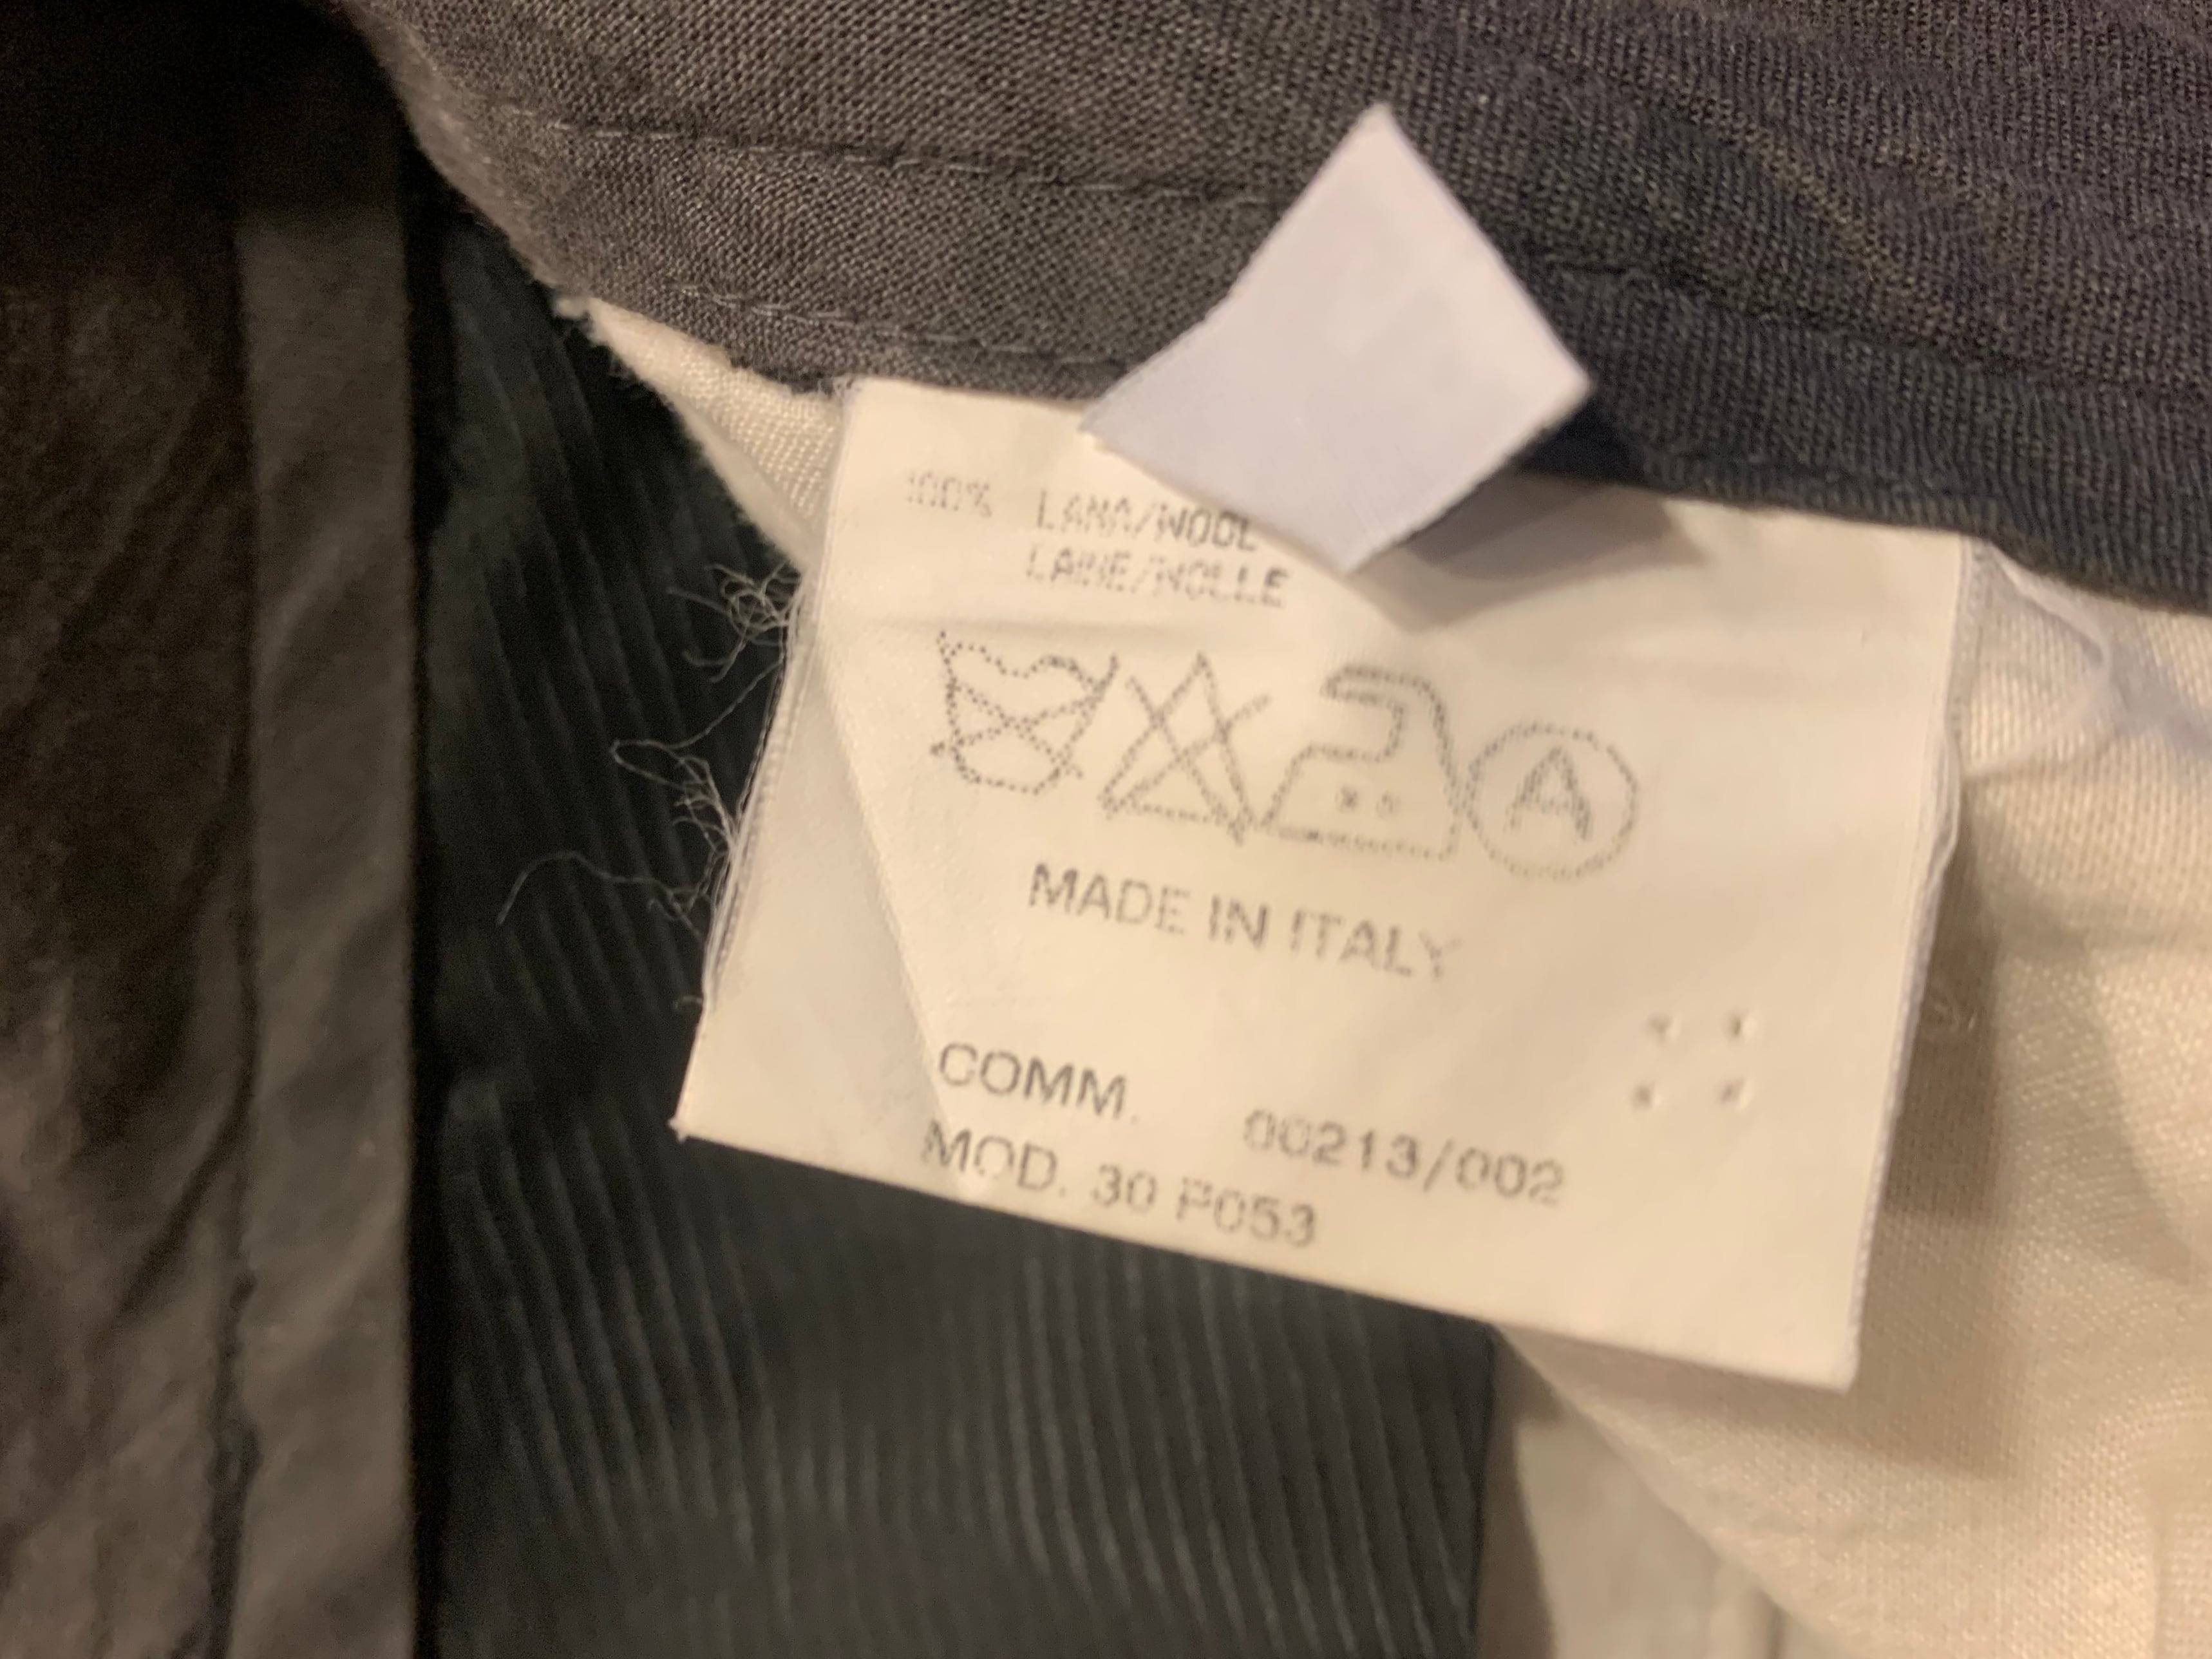 100% LANA/WOOL
LAINE/WOLLE
A
MADE IN ITALY
COMM. 00213/002
MOD. 30 P053